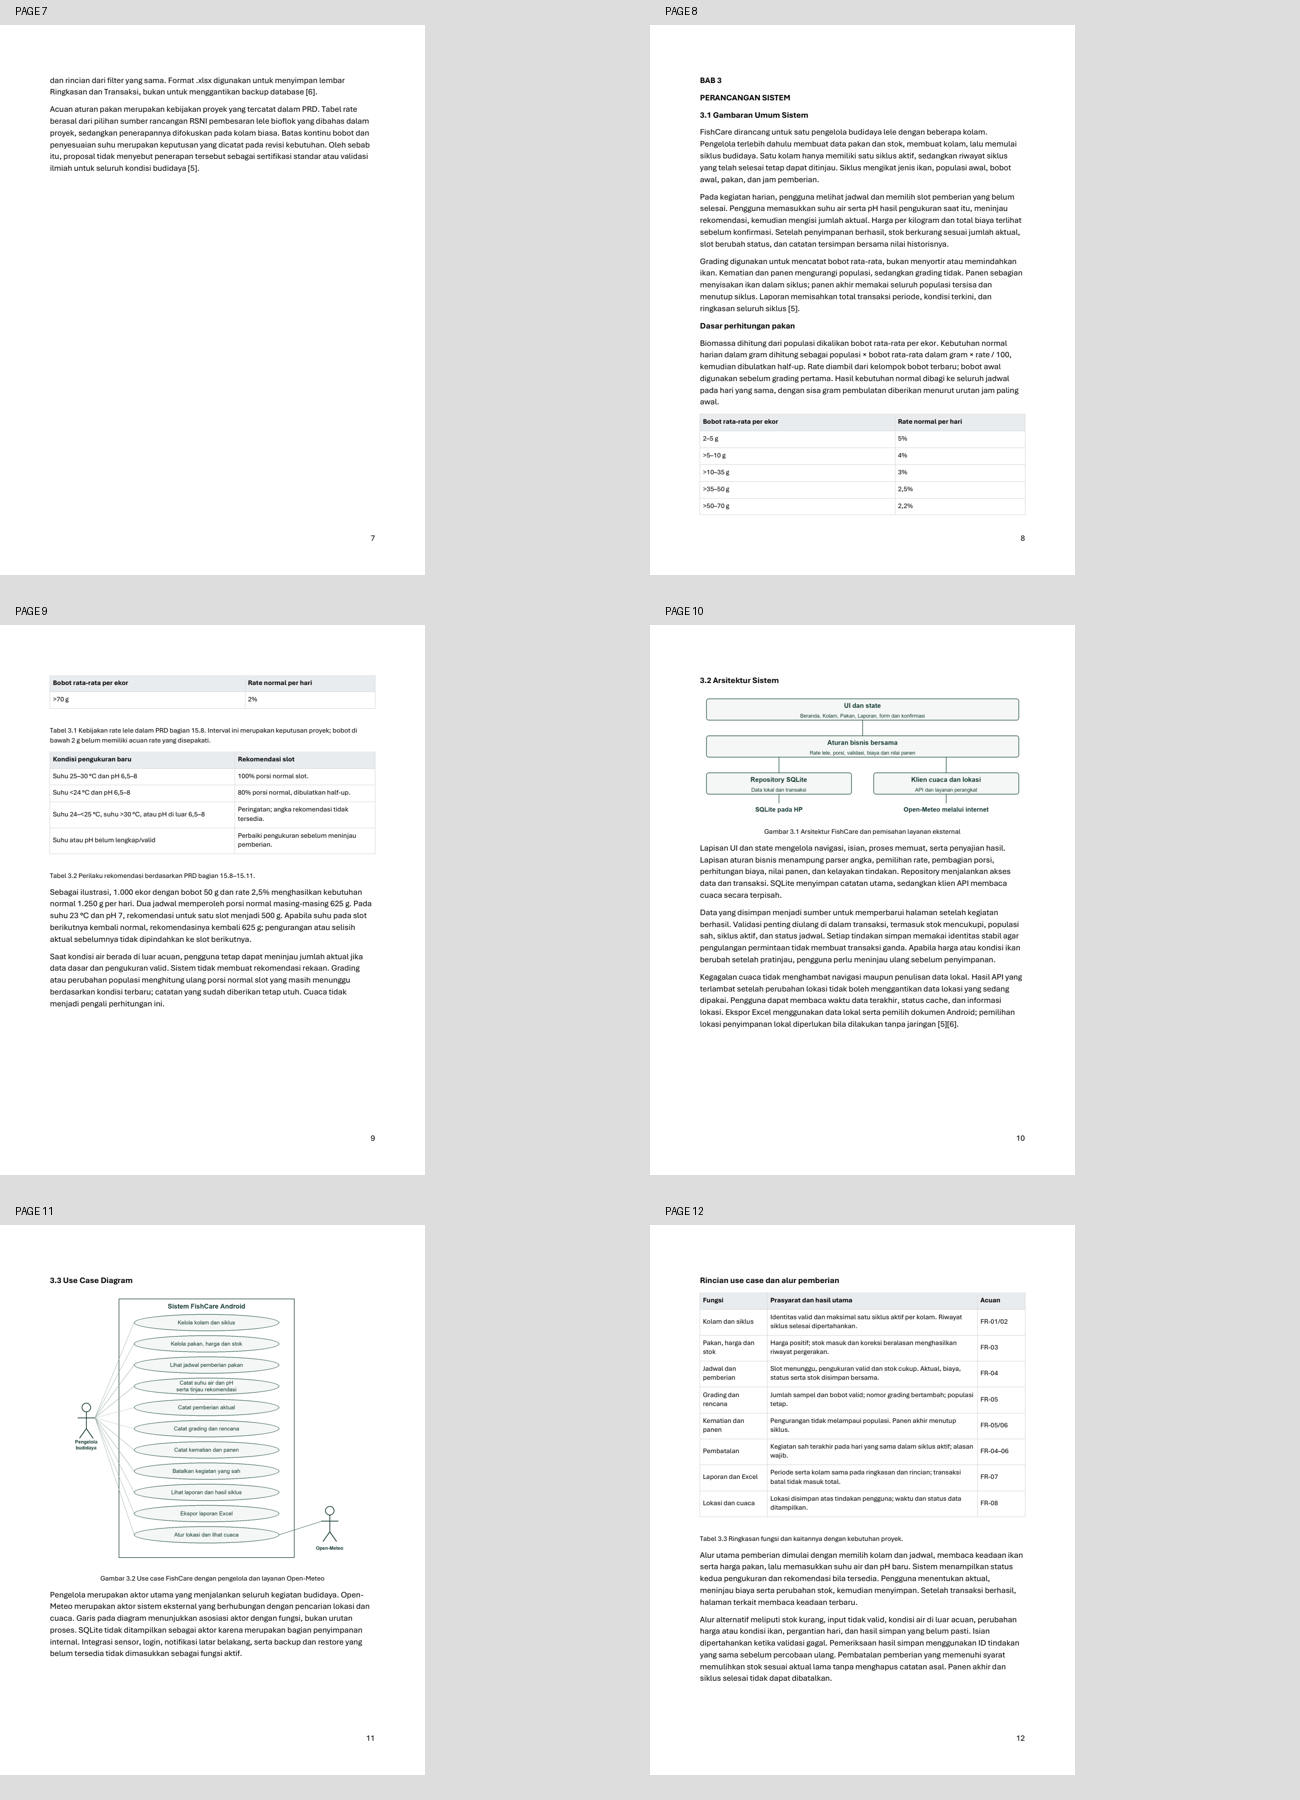 PAGE 7
dan rincian dari filter yang sama. Format .xlsx digunakan untuk menyimpan lembar
Ringkasan dan Transaksi, bukan untuk menggantikan backup database [6].
Acuan aturan pakan merupakan kebijakan proyek yang tercatat dalam PRD. Tabel rate
berasal dari pilihan sumber rancangan RSNI pembesaran lele bioflok yang dibahas dalam
proyek, sedangkan penerapannya difokuskan pada kolam biasa. Batas kontinu bobot dan
penyesuaian suhu merupakan keputusan yang dicatat pada revisi kebutuhan. Oleh sebab
itu, proposal tidak menyebut penerapan tersebut sebagai sertifikasi standar atau validasi
ilmiah untuk seluruh kondisi budidaya [5].
7
PAGE 8
BAB 3
PERANCANGAN SISTEM
3.1 Gambaran Umum Sistem
FishCare dirancang untuk satu pengelola budidaya lele dengan beberapa kolam.
Pengelola terlebih dahulu membuat data pakan dan stok, membuat kolam, lalu memulai
siklus budidaya. Satu kolam hanya memiliki satu siklus aktif, sedangkan riwayat siklus
yang telah selesai tetap dapat ditinjau. Siklus mengikat jenis ikan, populasi awal, bobot
awal, pakan, dan jam pemberian.
Pada kegiatan harian, pengguna melihat jadwal dan memilih slot pemberian yang belum
selesai. Pengguna memasukkan suhu air serta pH hasil pengukuran saat itu, meninjau
rekomendasi, kemudian mengisi jumlah aktual. Harga per kilogram dan total biaya terlihat
sebelum konfirmasi. Setelah penyimpanan berhasil, stok berkurang sesuai jumlah aktual,
slot berubah status, dan catatan tersimpan bersama nilai historisnya.
Grading digunakan untuk mencatat bobot rata-rata, bukan menyortir atau memindahkan
ikan. Kematian dan panen mengurangi populasi, sedangkan grading tidak. Panen sebagian
menyisakan ikan dalam siklus; panen akhir memakai seluruh populasi tersisa dan
menutup siklus. Laporan memisahkan total transaksi periode, kondisi terkini, dan
ringkasan seluruh siklus [5].
Dasar perhitungan pakan
Biomassa dihitung dari populasi dikalikan bobot rata-rata per ekor. Kebutuhan normal
harian dalam gram dihitung sebagai populasi × bobot rata-rata dalam gram × rate / 100,
kemudian dibulatkan half-up. Rate diambil dari kelompok bobot terbaru; bobot awal
digunakan sebelum grading pertama. Hasil kebutuhan normal dibagi ke seluruh jadwal
pada hari yang sama, dengan sisa gram pembulatan diberikan menurut urutan jam paling
awal.
Bobot rata-rata per ekor Rate normal per hari
2–5 g 5%
>5–10 g 4%
>10–35 g 3%
>35–50 g 2,5%
>50–70 g 2,2%
8
PAGE 9
Bobot rata-rata per ekor Rate normal per hari
>70 g 2%
Tabel 3.1 Kebijakan rate lele dalam PRD bagian 15.8. Interval ini merupakan keputusan proyek; bobot di
bawah 2 g belum memiliki acuan rate yang disepakati.
Kondisi pengukuran baru Rekomendasi slot
Suhu 25–30 °C dan pH 6,5–8 100% porsi normal slot.
Suhu <24 °C dan pH 6,5–8 80% porsi normal, dibulatkan half-up.
Suhu 24–<25 °C, suhu >30 °C, atau pH di luar 6,5–8 Peringatan; angka rekomendasi tidak
tersedia.
Suhu atau pH belum lengkap/valid Perbaiki pengukuran sebelum meninjau
pemberian.
Tabel 3.2 Perilaku rekomendasi berdasarkan PRD bagian 15.8–15.11.
Sebagai ilustrasi, 1.000 ekor dengan bobot 50 g dan rate 2,5% menghasilkan kebutuhan
normal 1.250 g per hari. Dua jadwal memperoleh porsi normal masing-masing 625 g. Pada
suhu 23 °C dan pH 7, rekomendasi untuk satu slot menjadi 500 g. Apabila suhu pada slot
berikutnya kembali normal, rekomendasinya kembali 625 g; pengurangan atau selisih
aktual sebelumnya tidak dipindahkan ke slot berikutnya.
Saat kondisi air berada di luar acuan, pengguna tetap dapat meninjau jumlah aktual jika
data dasar dan pengukuran valid. Sistem tidak membuat rekomendasi rekaan. Grading
atau perubahan populasi menghitung ulang porsi normal slot yang masih menunggu
berdasarkan kondisi terbaru; catatan yang sudah diberikan tetap utuh. Cuaca tidak
menjadi pengali perhitungan ini.
9
PAGE 10
3.2 Arsitektur Sistem
UI dan state
Beranda, Kolam, Pakan, Laporan, form dan konfirmasi
Aturan bisnis bersama
Rate lele, porsi, validasi, biaya dan nilai panen
Repository SQLite Klien cuaca dan lokasi
Data lokal dan transaksi API dan layanan perangkat
SQLite pada HP Open-Meteo melalui internet
Gambar 3.1 Arsitektur FishCare dan pemisahan layanan eksternal
Lapisan UI dan state mengelola navigasi, isian, proses memuat, serta penyajian hasil.
Lapisan aturan bisnis menampung parser angka, pemilihan rate, pembagian porsi,
perhitungan biaya, nilai panen, dan kelayakan tindakan. Repository menjalankan akses
data dan transaksi. SQLite menyimpan catatan utama, sedangkan klien API membaca
cuaca secara terpisah.
Data yang disimpan menjadi sumber untuk memperbarui halaman setelah kegiatan
berhasil. Validasi penting diulang di dalam transaksi, termasuk stok mencukupi, populasi
sah, siklus aktif, dan status jadwal. Setiap tindakan simpan memakai identitas stabil agar
pengulangan permintaan tidak membuat transaksi ganda. Apabila harga atau kondisi ikan
berubah setelah pratinjau, pengguna perlu meninjau ulang sebelum penyimpanan.
Kegagalan cuaca tidak menghambat navigasi maupun penulisan data lokal. Hasil API yang
terlambat setelah perubahan lokasi tidak boleh menggantikan data lokasi yang sedang
dipakai. Pengguna dapat membaca waktu data terakhir, status cache, dan informasi
lokasi. Ekspor Excel menggunakan data lokal serta pemilih dokumen Android; pemilihan
lokasi penyimpanan lokal diperlukan bila dilakukan tanpa jaringan [5][6].
10
PAGE 11
3.3 Use Case Diagram
Sistem FishCare Android
Kelola kolam dan siklus
Kelola pakan, harga dan stok
Lihat jadwal pemberian pakan
Catat suhu air dan pH
serta tinjau rekomendasi
Catat pemberian aktual
Catat grading dan rencana
Pengelola
budidaya
Catat kematian dan panen
Batalkan kegiatan yang sah
Lihat laporan dan hasil siklus
Ekspor laporan Excel
Atur lokasi dan lihat cuaca
Open-Meteo
Gambar 3.2 Use case FishCare dengan pengelola dan layanan Open-Meteo
Pengelola merupakan aktor utama yang menjalankan seluruh kegiatan budidaya. Open-
Meteo merupakan aktor sistem eksternal yang berhubungan dengan pencarian lokasi dan
cuaca. Garis pada diagram menunjukkan asosiasi aktor dengan fungsi, bukan urutan
proses. SQLite tidak ditampilkan sebagai aktor karena merupakan bagian penyimpanan
internal. Integrasi sensor, login, notifikasi latar belakang, serta backup dan restore yang
belum tersedia tidak dimasukkan sebagai fungsi aktif.
11
PAGE 12
Rincian use case dan alur pemberian
Fungsi Prasyarat dan hasil utama Acuan
Kolam dan siklus Identitas valid dan maksimal satu siklus aktif per kolam. Riwayat
siklus selesai dipertahankan. FR-01/02
Pakan, harga dan
stok Harga positif; stok masuk dan koreksi beralasan menghasilkan
riwayat pergerakan. FR-03
Jadwal dan
pemberian Slot menunggu, pengukuran valid dan stok cukup. Aktual, biaya,
status serta stok disimpan bersama. FR-04
Grading dan
rencana Jumlah sampel dan bobot valid; nomor grading bertambah; populasi
tetap. FR-05
Kematian dan
panen Pengurangan tidak melampaui populasi. Panen akhir menutup
siklus. FR-05/06
Pembatalan Kegiatan sah terakhir pada hari yang sama dalam siklus aktif; alasan
wajib. FR-04–06
Laporan dan Excel Periode serta kolam sama pada ringkasan dan rincian; transaksi
batal tidak masuk total. FR-07
Lokasi dan cuaca Lokasi disimpan atas tindakan pengguna; waktu dan status data
ditampilkan. FR-08
Tabel 3.3 Ringkasan fungsi dan kaitannya dengan kebutuhan proyek.
Alur utama pemberian dimulai dengan memilih kolam dan jadwal, membaca keadaan ikan
serta harga pakan, lalu memasukkan suhu air dan pH baru. Sistem menampilkan status
kedua pengukuran dan rekomendasi bila tersedia. Pengguna menentukan aktual,
meninjau biaya serta perubahan stok, kemudian menyimpan. Setelah transaksi berhasil,
halaman terkait membaca keadaan terbaru.
Alur alternatif meliputi stok kurang, input tidak valid, kondisi air di luar acuan, perubahan
harga atau kondisi ikan, pergantian hari, dan hasil simpan yang belum pasti. Isian
dipertahankan ketika validasi gagal. Pemeriksaan hasil simpan menggunakan ID tindakan
yang sama sebelum percobaan ulang. Pembatalan pemberian yang memenuhi syarat
memulihkan stok sesuai aktual lama tanpa menghapus catatan asal. Panen akhir dan
siklus selesai tidak dapat dibatalkan.
12